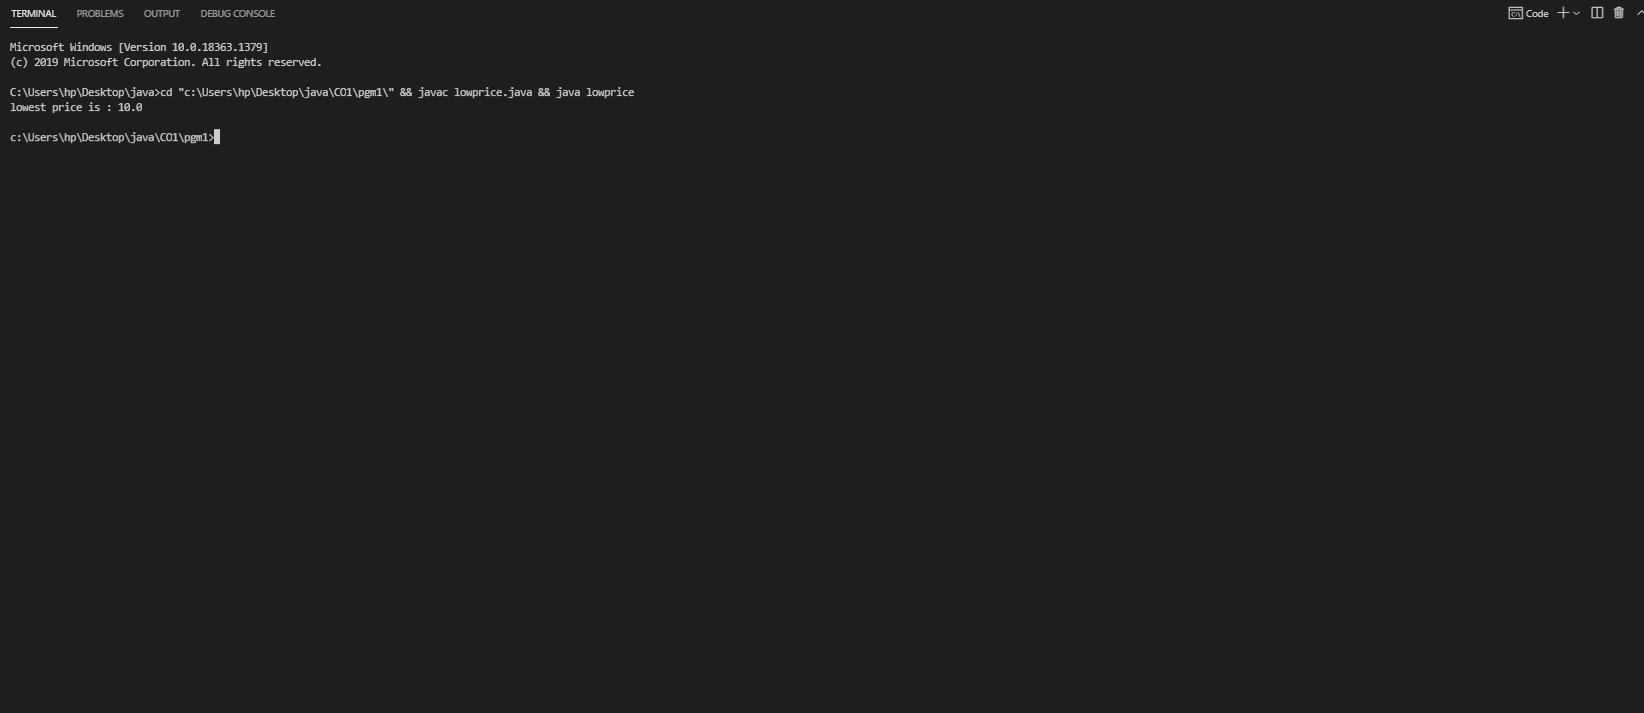 TERMINAL PROBLEMS OUTPUT DEBUG CONSOLE Code
Microsoft Windows [Version 10.0.18363.1379]
(c) 2019 Microsoft Corporation. All rights reserved.
C:\Users\hp\Desktop\java>cd "c:\Users\hp\Desktop\java\CO1\pgm1\" && javac lowprice.java && java lowprice
lowest price is : 10.0
c:\Users\hp\Desktop\java\CO1\pgm1>